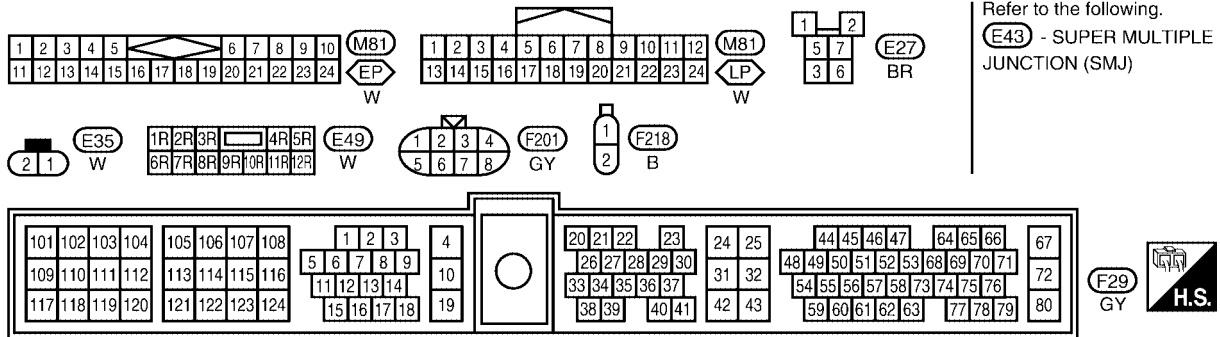 Refer to the following.
E43 - SUPER MULTIPLE
JUNCTION (SMJ)
1 2 3 4 5 6 7 8 9 10
11 12 13 14 15 16 17 18 19 20 21 22 23 24
M81
EP
W
1 2 3 4 5 6 7 8 9 10 11 12
13 14 15 16 17 18 19 20 21 22 23 24
M81
LP
W
1 2
5 7
3 6
E27
BR
2 1
E35
W
1R 2R 3R 4R 5R
6R 7R 8R 9R 10R 11R 12R
E49
W
1 2 3 4
5 6 7 8
F201
GY
1
2
F218
B
101 102 103 104 105 106 107 108 1 2 3 4 20 21 22 23 24 25 44 45 46 47 64 65 66 67
109 110 111 112 113 114 115 116 5 6 7 8 9 10 26 27 28 29 30 31 32 48 49 50 51 52 53 68 69 70 71 72
11 12 13 14 33 34 35 36 37 54 55 56 57 58 73 74 75 76
117 118 119 120 121 122 123 124 15 16 17 18 19 38 39 40 41 42 43 59 60 61 62 63 77 78 79 80
F29
GY
H.S.